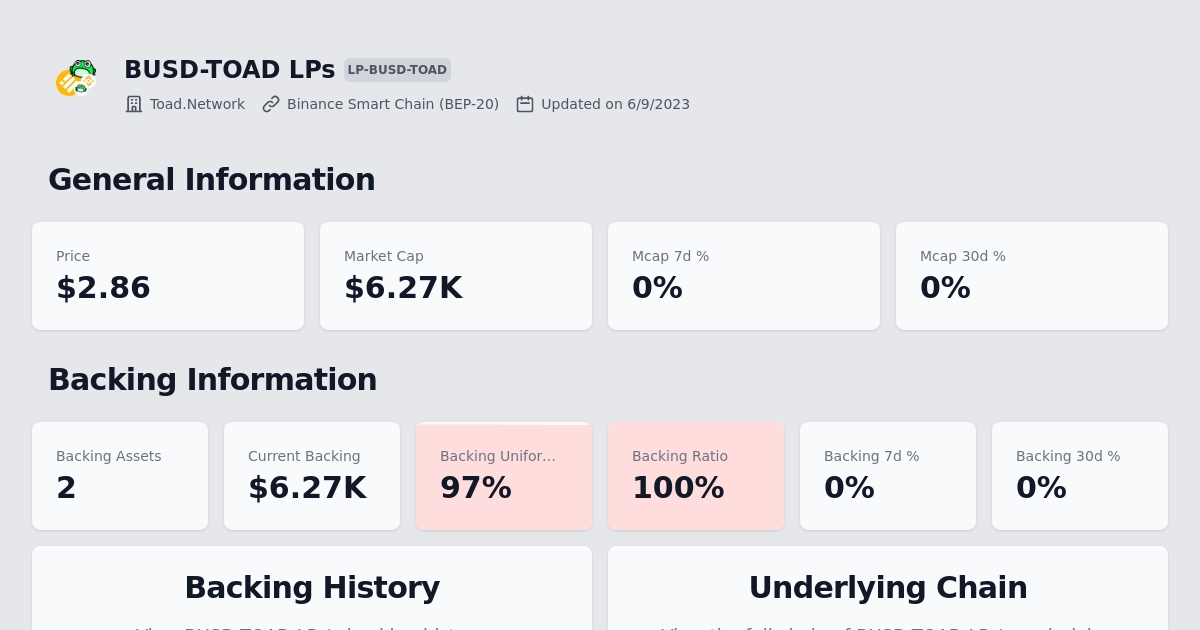 BUSD-TOAD LPs LP-BUSD-TOAD
Toad.Network Binance Smart Chain (BEP-20) Updated on 6/9/2023
General Information
Price Market Cap Mcap 7d % Mcap 30d %
$2.86 $6.27K 0% 0%
Backing Information
Backing Assets Current Backing Backing Unifor... Backing Ratio Backing 7d % Backing 30d %
2 $6.27K 97% 100% 0% 0%
Backing History Underlying Chain